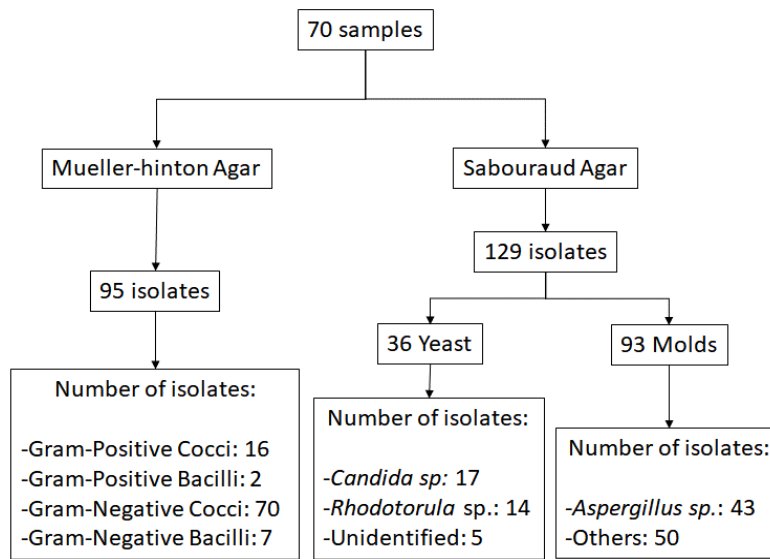 70 samples
Mueller-hinton Agar
Sabouraud Agar
95 isolates
129 isolates
36 Yeast
93 Molds
Number of isolates:
-Gram-Positive Cocci: 16
-Gram-Positive Bacilli: 2
-Gram-Negative Cocci: 70
-Gram-Negative Bacilli: 7
Number of isolates:
-Candida sp: 17
-Rhodotorula sp.: 14
-Unidentified: 5
Number of isolates:
-Aspergillus sp.: 43
-Others: 50